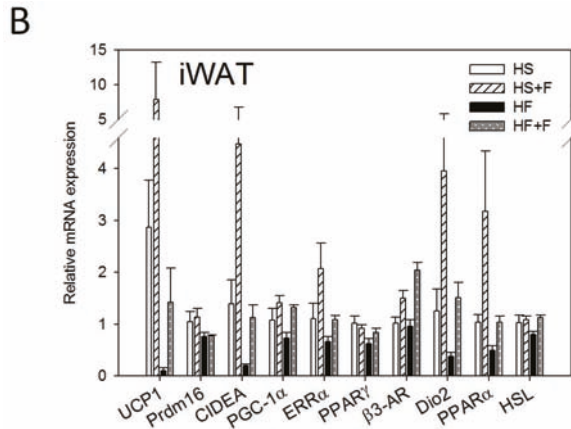 B
iWAT
HS
HS+F
HF
HF+F
Relative mRNA expression
15
10
5
4
3
2
1
0
UCP1
Prdm16
CIDEA
PGC-1α
ERRα
PPARγ
β3-AR
Dio2
PPARα
HSL